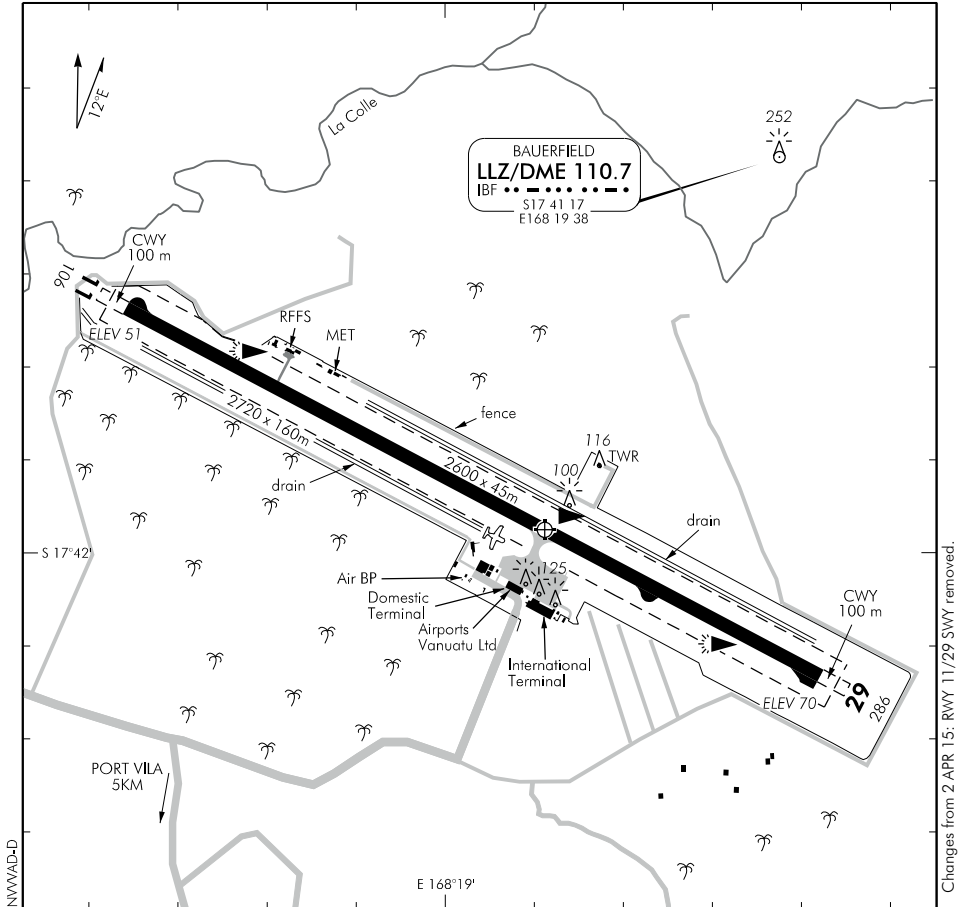 252
12°E
La Colle
BAUERFIELD
LLZ/DME 110.7
IBF
S17 41 17
E168 19 38
CWY
100 m
106
11
ELEV 51
RFFS
MET
2720 x 160m
fence
116
TWR
2600 x 45m
100
drain
drain
S 17°42'
125
Air BP
Domestic
Terminal
Airports
Vanuatu Ltd
International
Terminal
CWY
100 m
29
286
ELEV 70
PORT VILA
5KM
E 168°19'
NVVVAD-D
Changes from 2 APR 15: RWY 11/29 SWY removed.